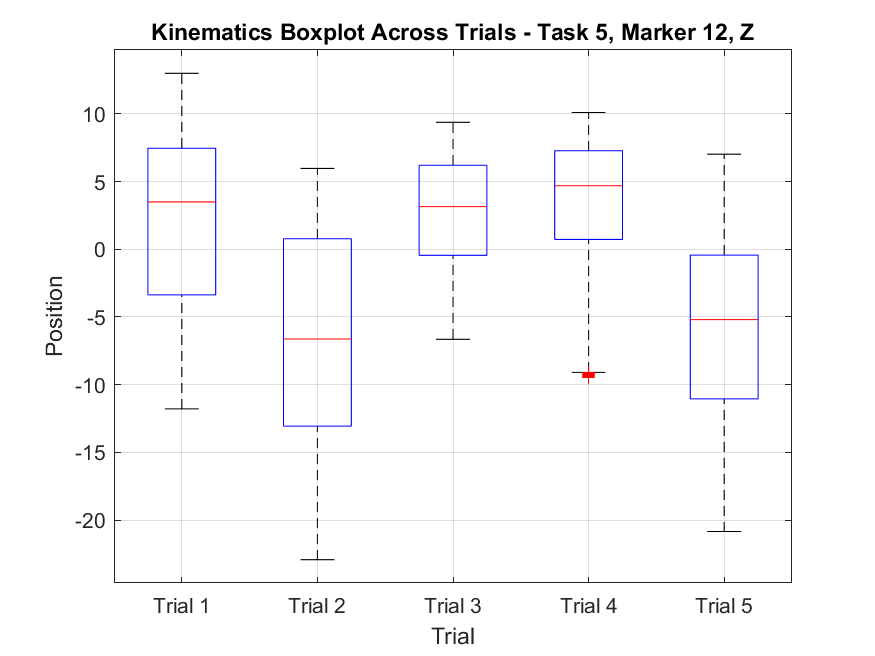 Kinematics Boxplot Across Trials - Task 5, Marker 12, Z
10
5
0
-5
-10
-15
-20
Position
Trial 1 Trial 2 Trial 3 Trial 4 Trial 5
Trial